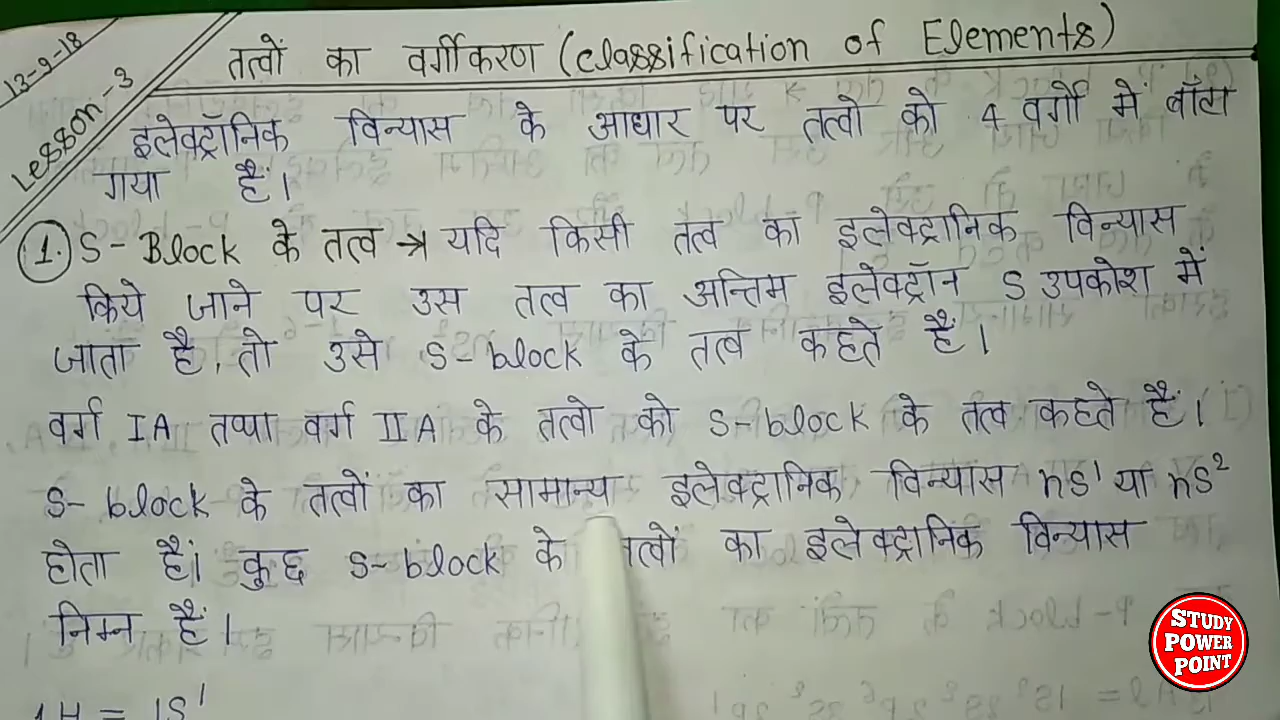 13-9-18
Lesson-3
तत्वों का वर्गीकरण (classification of Elements)
इलेक्ट्रॉनिक विन्यास के आधार पर तत्वो को 4 वर्गों में बाँटा
गया है।
1. S-Block के तत्व → यदि किसी तत्व का इलेक्ट्रॉनिक विन्यास
किये जाने पर उस तत्व का अन्तिम इलेक्ट्रॉन S उपकोश में
जाता है, तो उसे S-block के तत्व कहते हैं।
वर्ग IA तथा वर्ग IIA के तत्वो को S-block के तत्व कहते हैं।
S-block के तत्वों का सामान्य इलेक्ट्रानिक विन्यास ns¹ या ns²
होता हैं। कुछ S-block के तत्वों का इलेक्ट्रानिक विन्यास
निम्न हैं।
1H = 1S¹
STUDY
POWER
POINT